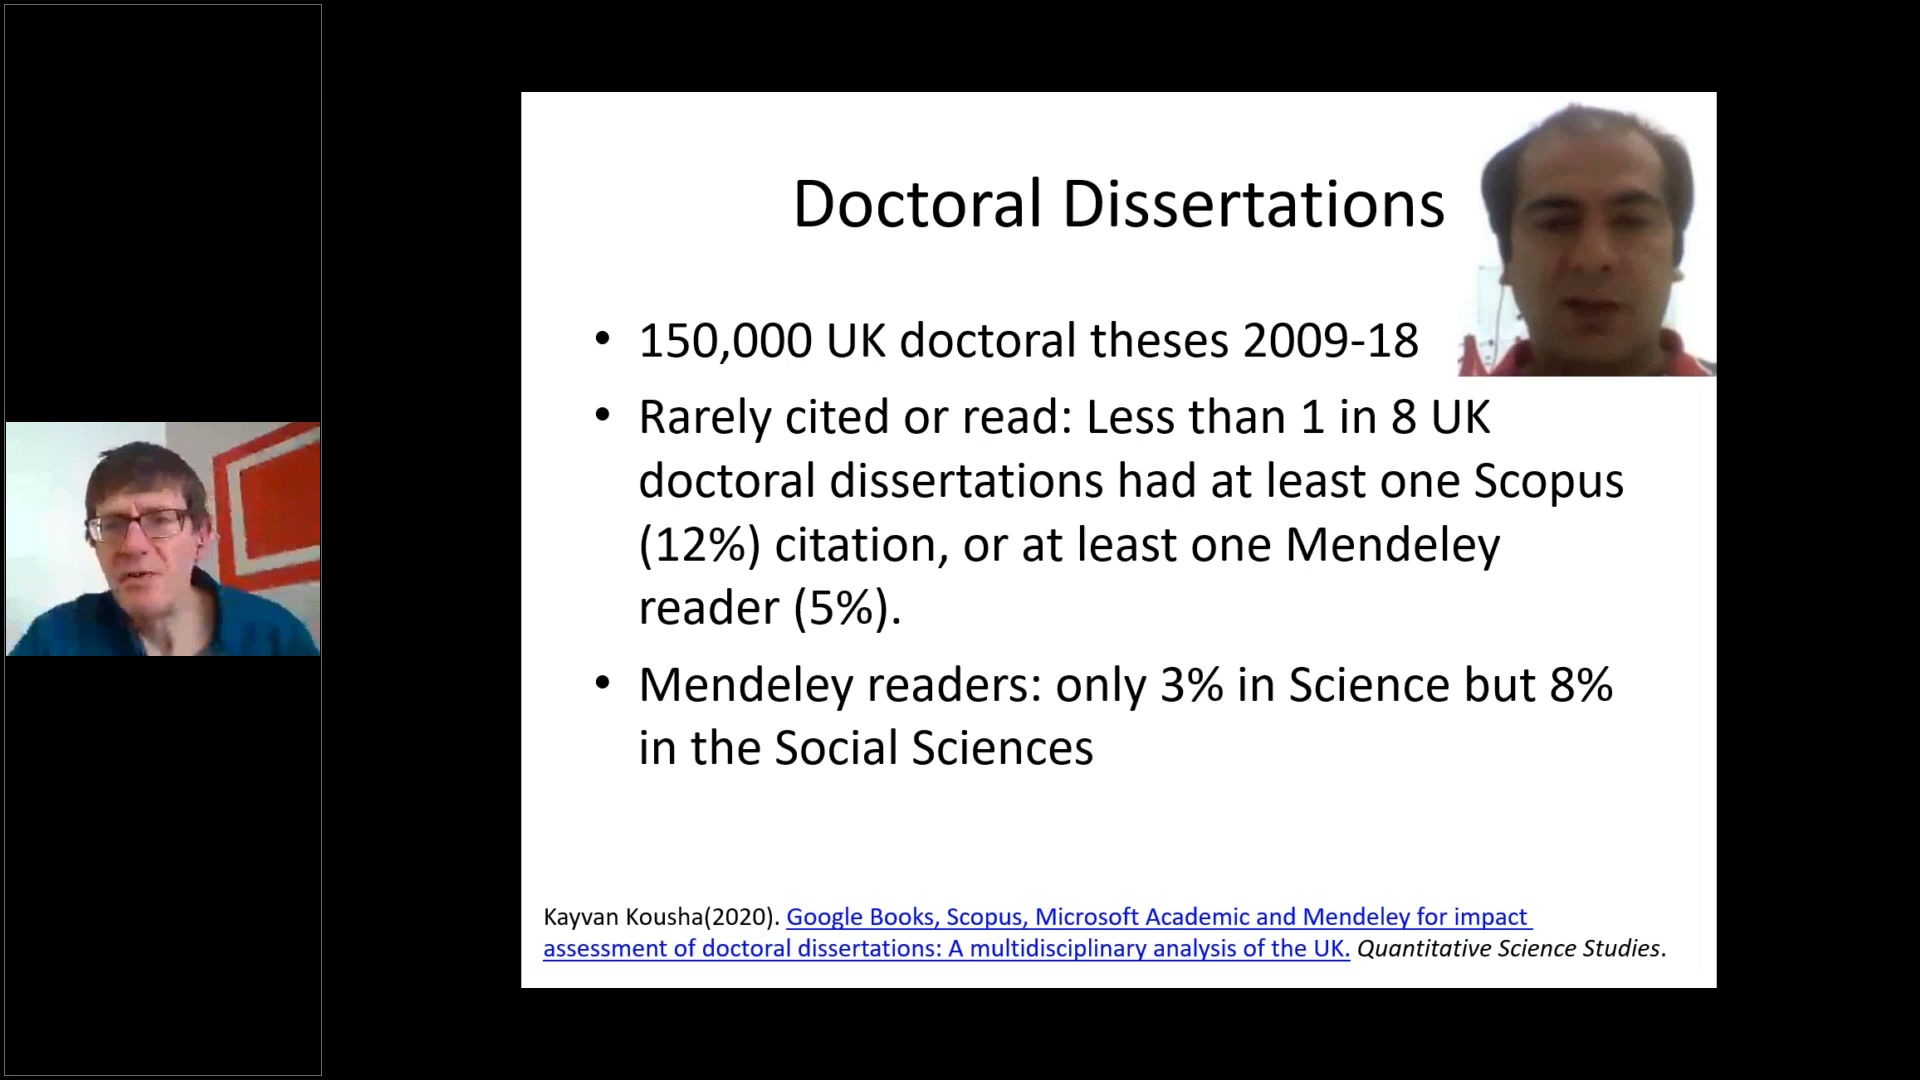 Doctoral Dissertations
• 150,000 UK doctoral theses 2009-18
• Rarely cited or read: Less than 1 in 8 UK
doctoral dissertations had at least one Scopus
(12%) citation, or at least one Mendeley
reader (5%).
• Mendeley readers: only 3% in Science but 8%
in the Social Sciences
Kayvan Kousha(2020). Google Books, Scopus, Microsoft Academic and Mendeley for impact
assessment of doctoral dissertations: A multidisciplinary analysis of the UK. Quantitative Science Studies.